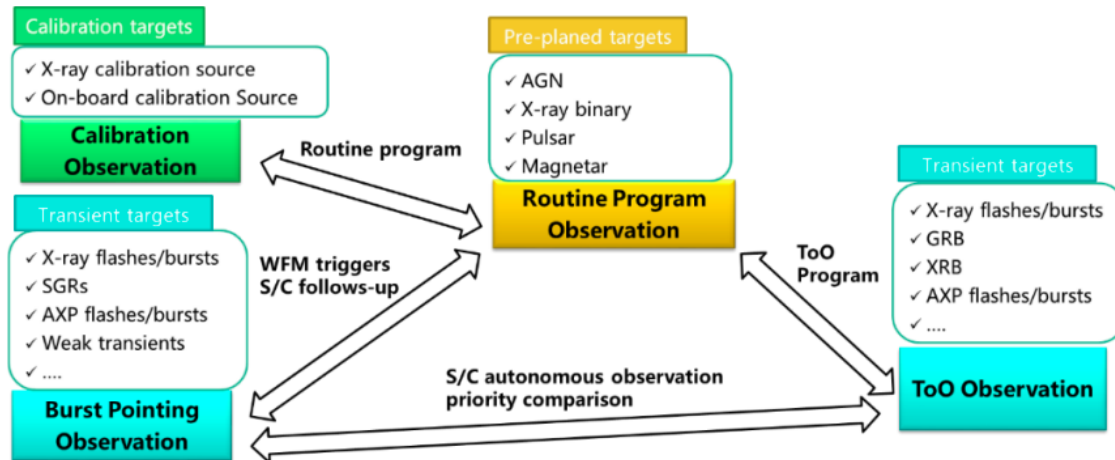 Calibration targets
✓ X-ray calibration source
✓ On-board calibration Source
Calibration
Observation
Pre-planed targets
✓ AGN
✓ X-ray binary
✓ Pulsar
✓ Magnetar
Routine Program
Observation
Routine program
Transient targets
✓ X-ray flashes/bursts
✓ SGRs
✓ AXP flashes/bursts
✓ Weak transients
✓ ....
Burst Pointing
Observation
WFM triggers
S/C follows-up
ToO
Program
Transient targets
✓ X-ray flashes/bursts
✓ GRB
✓ XRB
✓ AXP flashes/bursts
✓ ....
ToO Observation
S/C autonomous observation
priority comparison